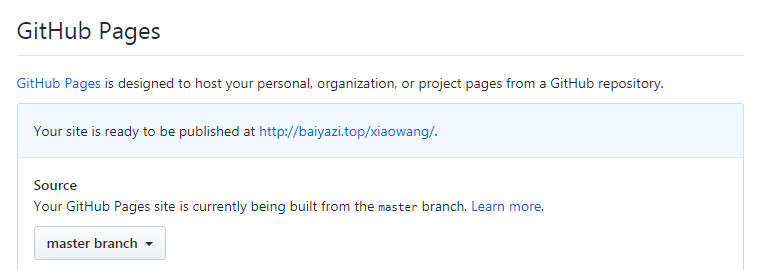 GitHub Pages
GitHub Pages is designed to host your personal, organization, or project pages from a GitHub repository.
Your site is ready to be published at http://baiyazi.top/xiaowang/.
Source
Your GitHub Pages site is currently being built from the master branch. Learn more.
master branch